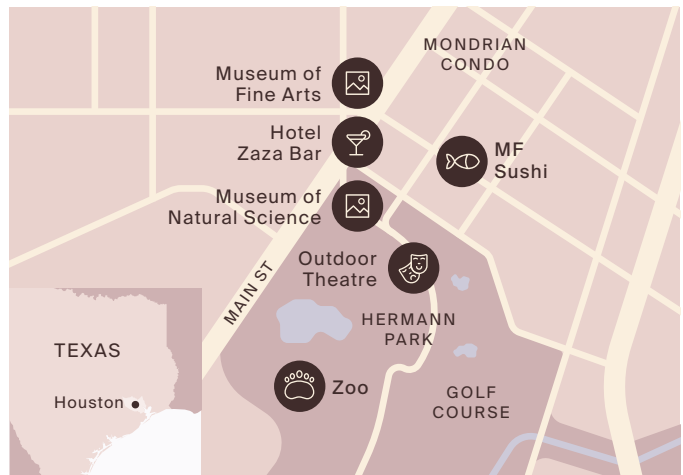 MONDRIAN
CONDO
Museum of
Fine Arts
Hotel
Zaza Bar
MF
Sushi
Museum of
Natural Science
Outdoor
Theatre
MAIN ST
HERMANN
PARK
TEXAS
Zoo
GOLF
COURSE
Houston